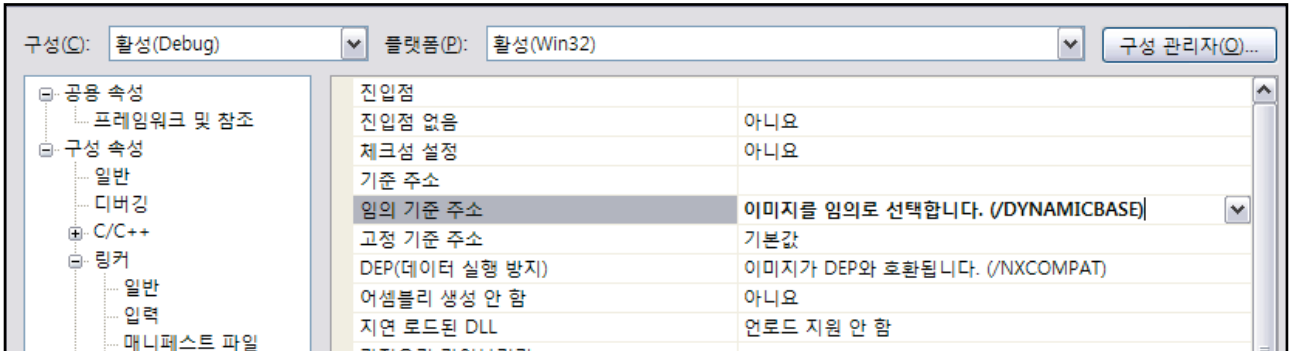 구성(C): 활성(Debug) 플랫폼(P): 활성(Win32) 구성 관리자(O)...
공용 속성
프레임워크 및 참조
구성 속성
일반
디버깅
C/C++
링커
일반
입력
매니페스트 파일
진입점
진입점 없음 아니요
체크섬 설정 아니요
기준 주소
임의 기준 주소 이미지를 임의로 선택합니다. (/DYNAMICBASE)
고정 기준 주소 기본값
DEP(데이터 실행 방지) 이미지가 DEP와 호환됩니다. (/NXCOMPAT)
어셈블리 생성 안 함 아니요
지연 로드된 DLL 언로드 지원 안 함